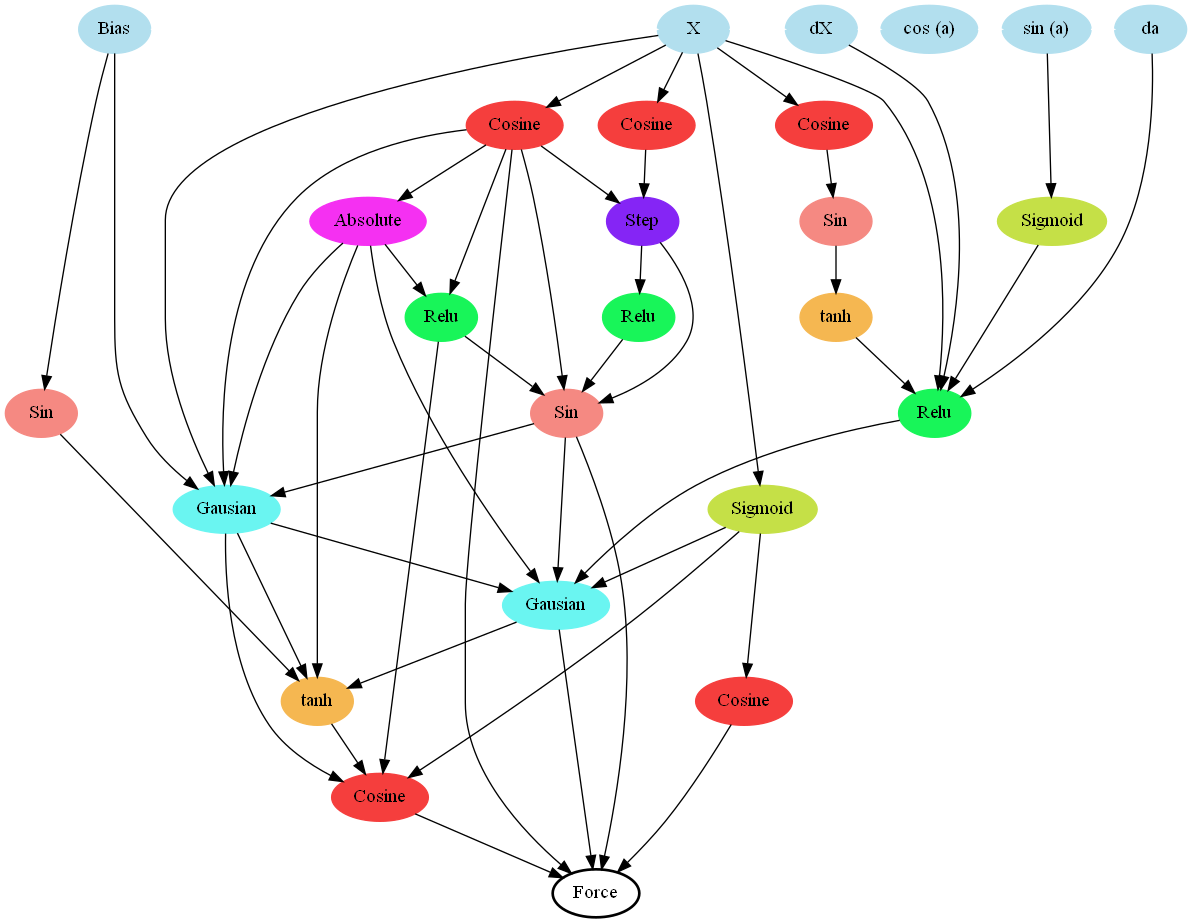 Bias
X
dX
cos (a)
sin (a)
da
Cosine
Cosine
Cosine
Absolute
Step
Sin
Sigmoid
Relu
Relu
tanh
Sin
Sin
Relu
Gausian
Sigmoid
Gausian
tanh
Cosine
Cosine
Force